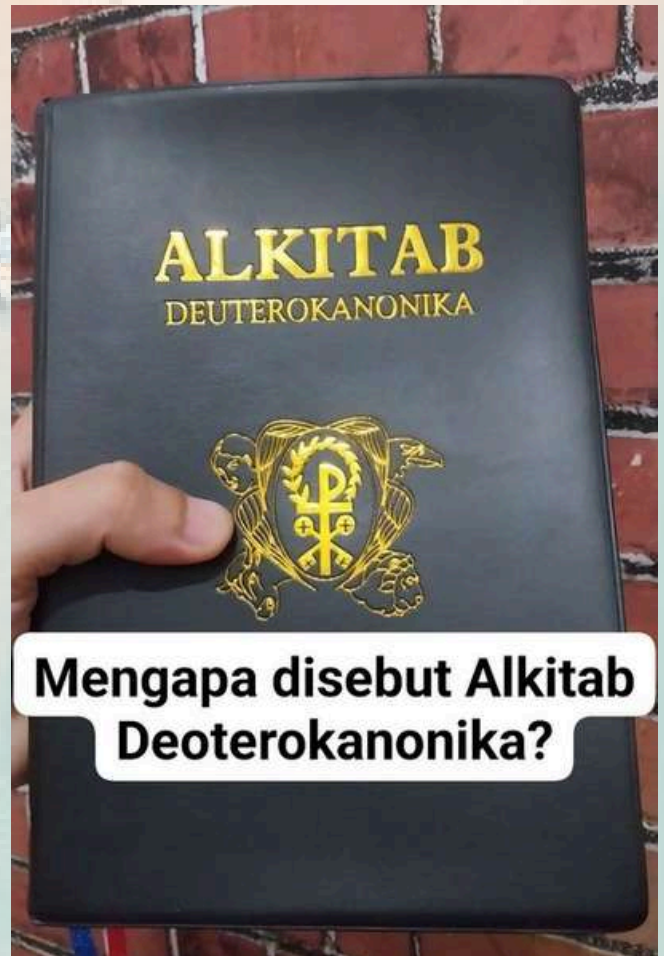 ALKITAB
DEUTEROKANONIKA
Mengapa disebut Alkitab
Deoterokanonika?